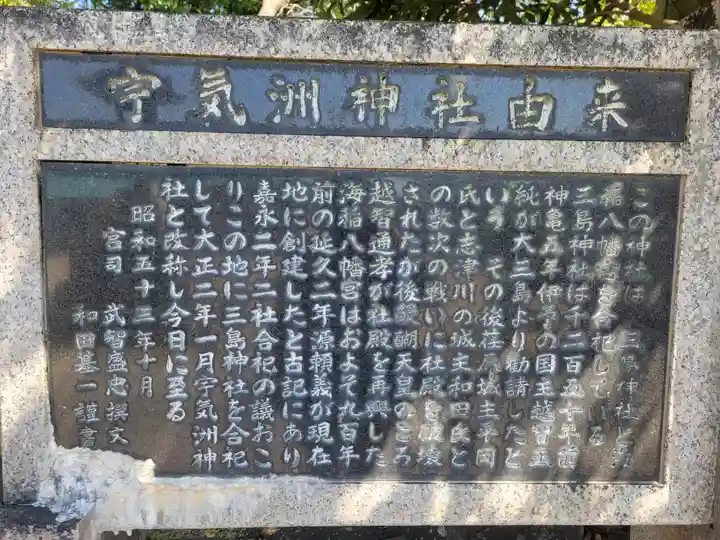 宇気洲神社由来
この神社は 三島神社と海
稲八幡宮を合祀している
三島神社は千二百五十年前
神亀五年伊予の国王越智玉
純が大三島より勧請したと
いう その後荏原城主平岡
氏と志津川の城主和田氏と
の数次の戦いに社殿を破壊
されたが後醍醐天皇のころ
越智通孝が社殿を再興した
海稲八幡宮はおよそ九百年
前の延久二年源頼義が現在
地に創建したと古記にあり
嘉永二年二社合祀の議おこ
りこの地に三島神社を合祀
して大正二年一月宇気洲神
社と改称し今日に至る
昭和五十三年十月
宮司 武智盛忠 撰文
和田基一 謹書